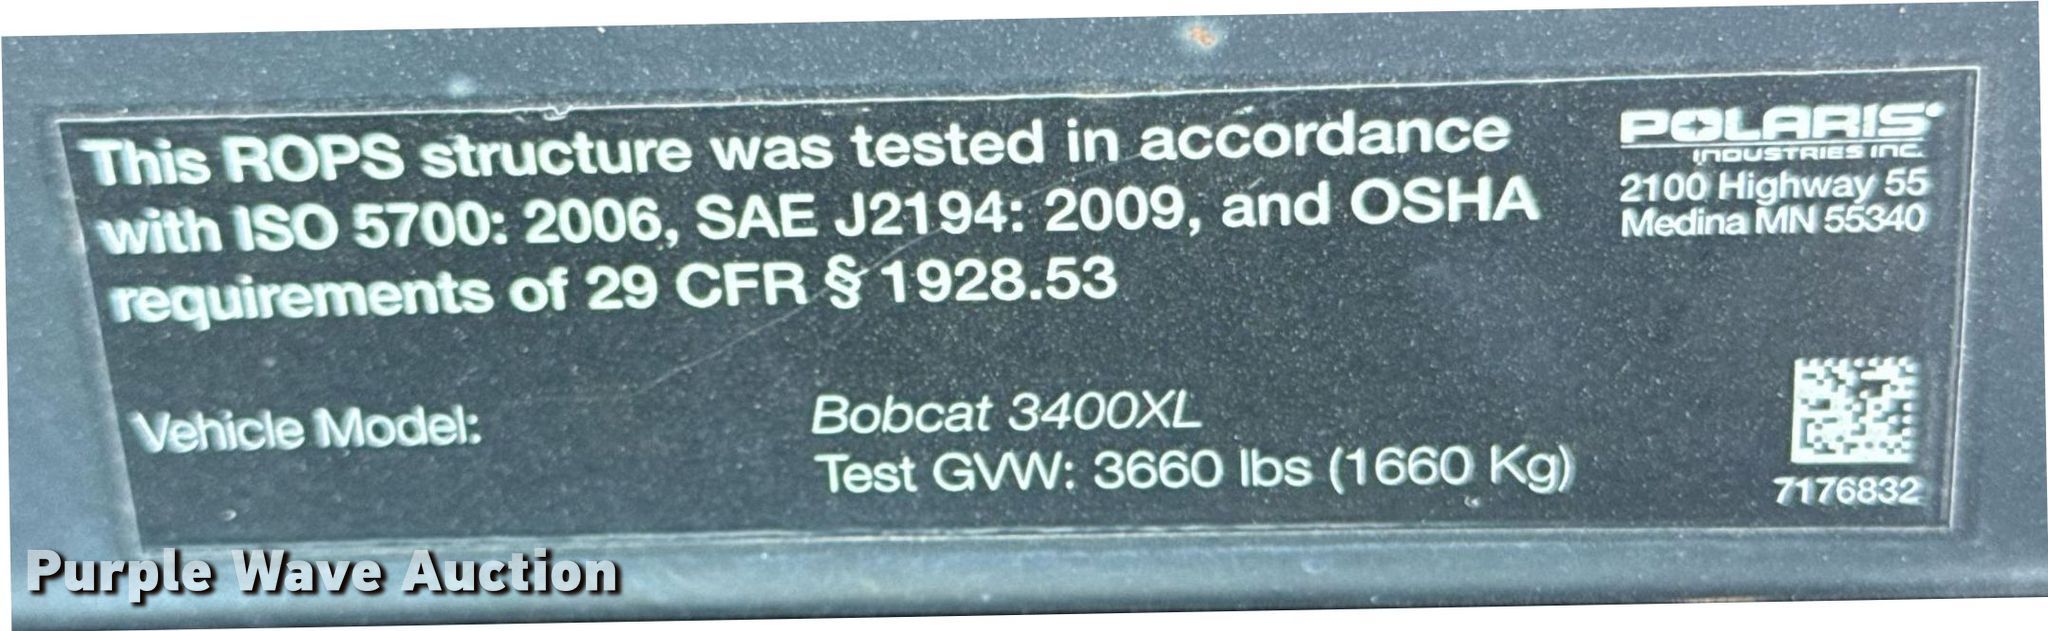 This ROPS structure was tested in accordance
with ISO 5700: 2006, SAE J2194: 2009, and OSHA
requirements of 29 CFR § 1928.53
POLARIS
INDUSTRIES INC.
2100 Highway 55
Medina MN 55340
Vehicle Model:
Bobcat 3400XL
Test GVW: 3660 lbs (1660 Kg)
7176832
Purple Wave Auction